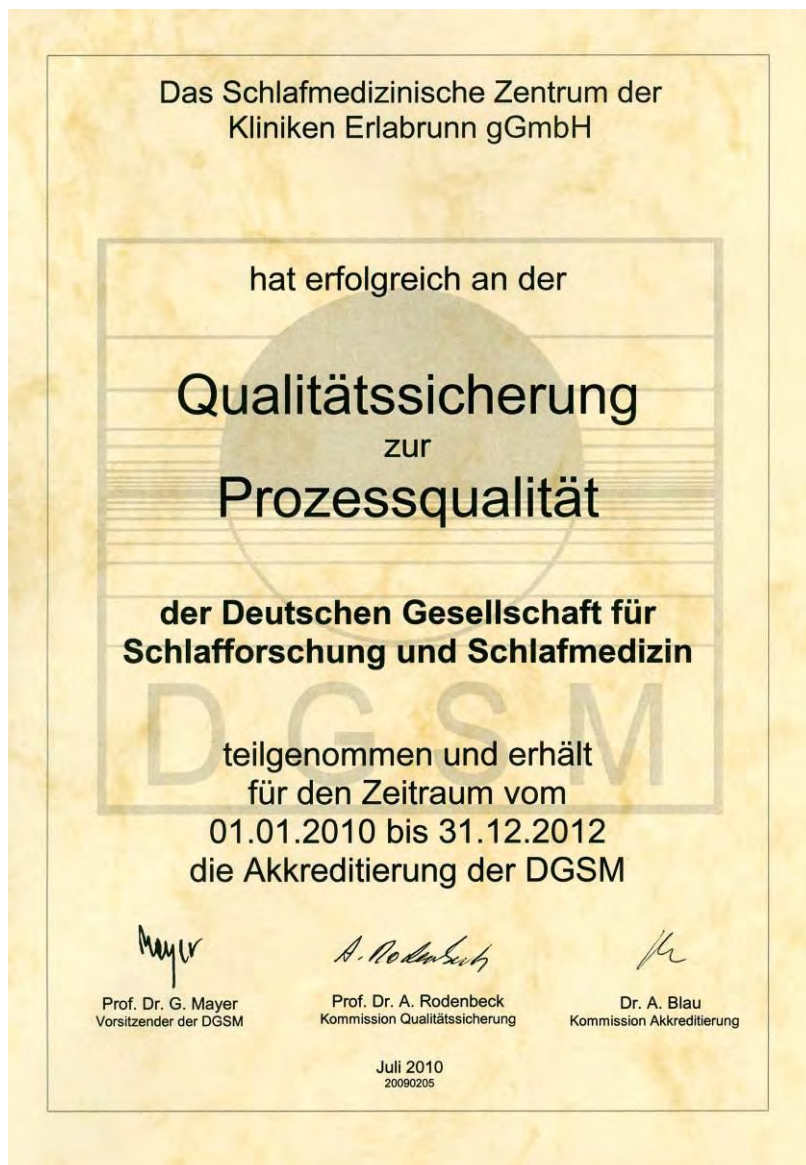 Das Schlafmedizinische Zentrum der
Kliniken Erlabrunn gGmbH
hat erfolgreich an der
Qualitätssicherung
zur
Prozessqualität
der Deutschen Gesellschaft für
Schlafforschung und Schlafmedizin
DGSM
teilgenommen und erhält
für den Zeitraum vom
01.01.2010 bis 31.12.2012
die Akkreditierung der DGSM
Mayer
A. Rodenbeck
Prof. Dr. G. Mayer
Vorsitzender der DGSM
Prof. Dr. A. Rodenbeck
Kommission Qualitätssicherung
Dr. A. Blau
Kommission Akkreditierung
Juli 2010
20090205